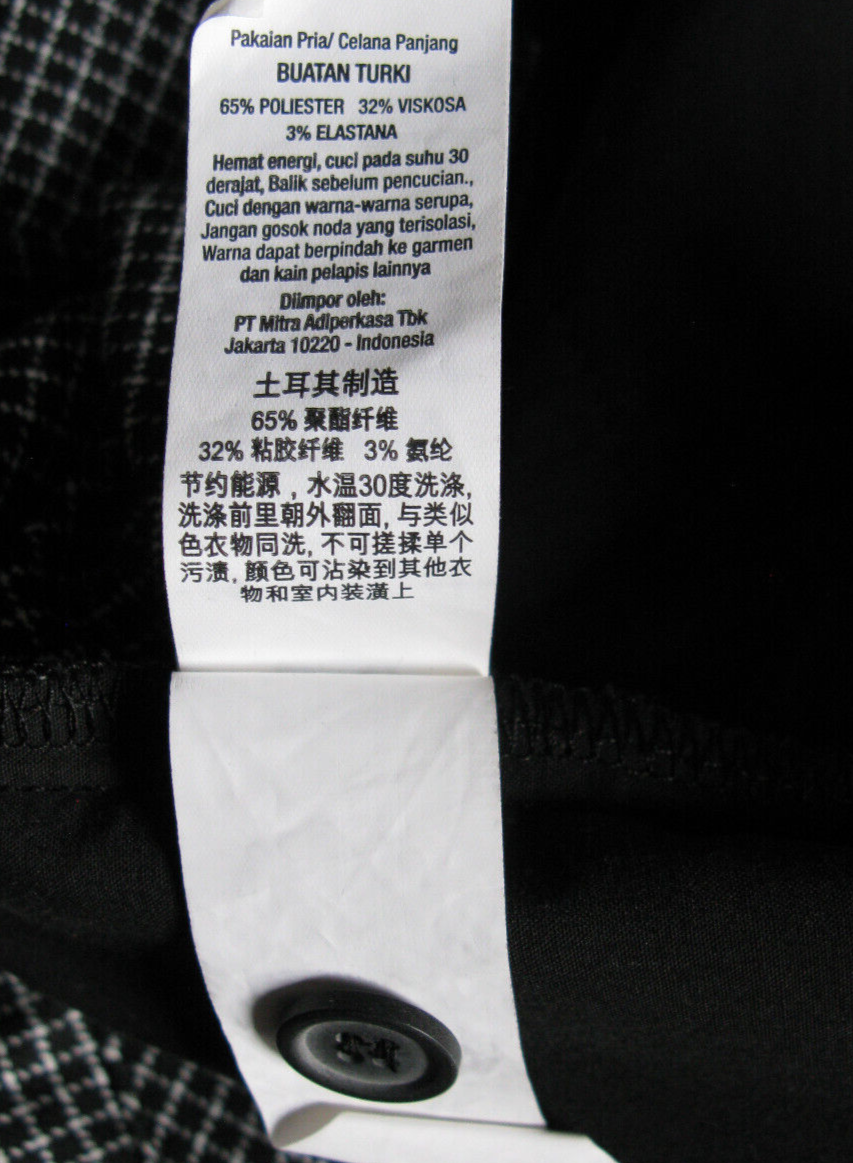 Pakaian Pria/ Celana Panjang
BUATAN TURKI
65% POLIESTER 32% VISKOSA
3% ELASTANA
Hemat energi, cuci pada suhu 30
derajat, Balik sebelum pencucian.,
Cuci dengan warna-warna serupa,
Jangan gosok noda yang terisolasi,
Warna dapat berpindah ke garmen
dan kain pelapis lainnya
Diimpor oleh:
PT Mitra Adiperkasa Tbk
Jakarta 10220 - Indonesia
土耳其制造
65% 聚酯纤维
32% 粘胶纤维 3% 氨纶
节约能源，水温30度洗涤,
洗涤前里朝外翻面, 与类似
色衣物同洗, 不可搓揉单个
污渍, 颜色可沾染到其他衣
物和室内装潢上